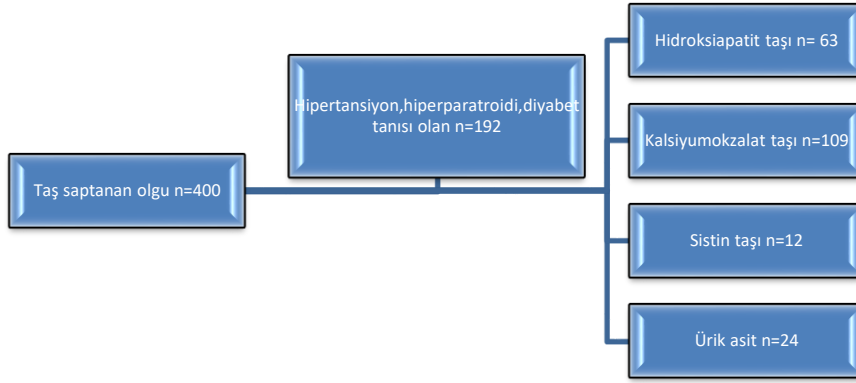 Taş saptanan olgu n=400
Hipertansiyon,hiperparatroidi,diyabet
tanısı olan n=192
Hidroksiapatit taşı n= 63
Kalsiyumokzalat taşı n=109
Sistin taşı n=12
Ürik asit n=24